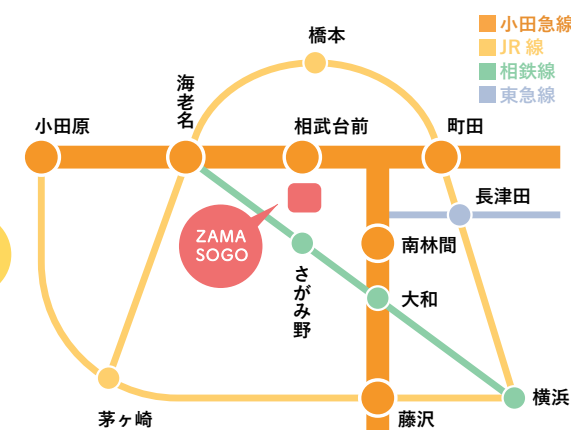 小田急線
JR 線
相鉄線
東急線
橋本
海老名
小田原
相武台前
町田
長津田
ZAMA
SOGO
南林間
さがみ野
大和
横浜
茅ヶ崎
藤沢